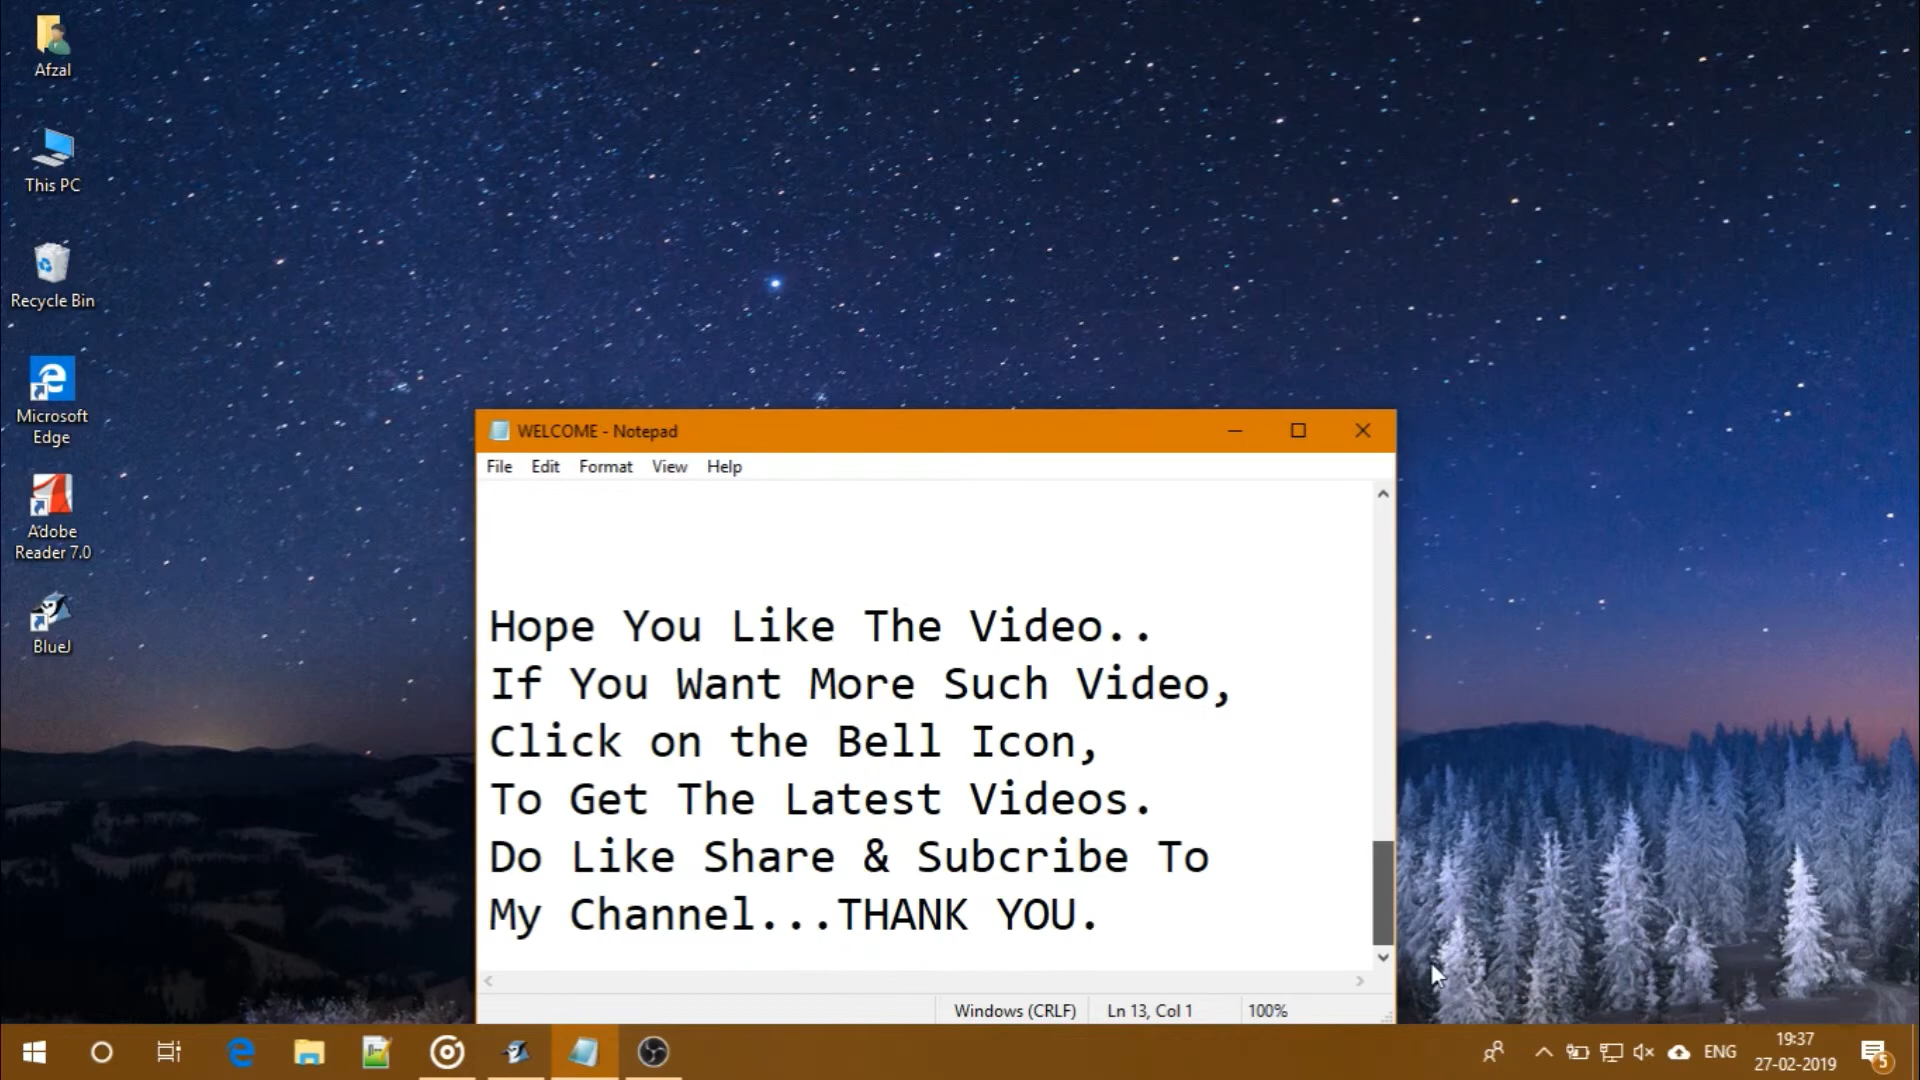 Afzal
This PC
Recycle Bin
Microsoft
Edge
Adobe
Reader 7.0
BlueJ
WELCOME - Notepad
File Edit Format View Help
Hope You Like The Video..
If You Want More Such Video,
Click on the Bell Icon,
To Get The Latest Videos.
Do Like Share & Subcribe To
My Channel...THANK YOU.
Windows (CRLF) Ln 13, Col 1 100%
ENG
19:37
27-02-2019
5